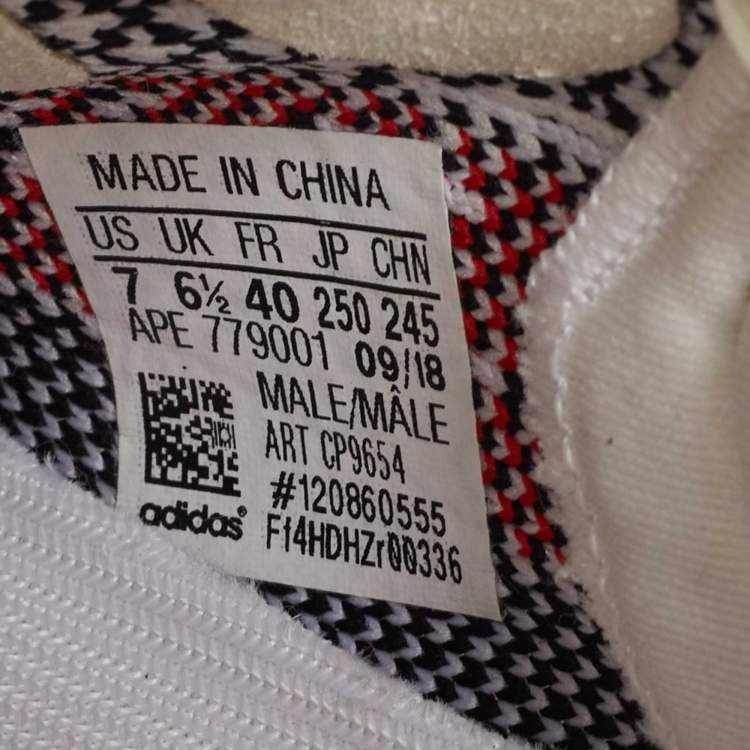 MADE IN CHINA
US UK FR JP CHN
7 6½ 40 250 245
APE 779001 09/18
MALE/MÂLE
ART CP9654
#120860555
Ff4HDHZr00336
adidas®